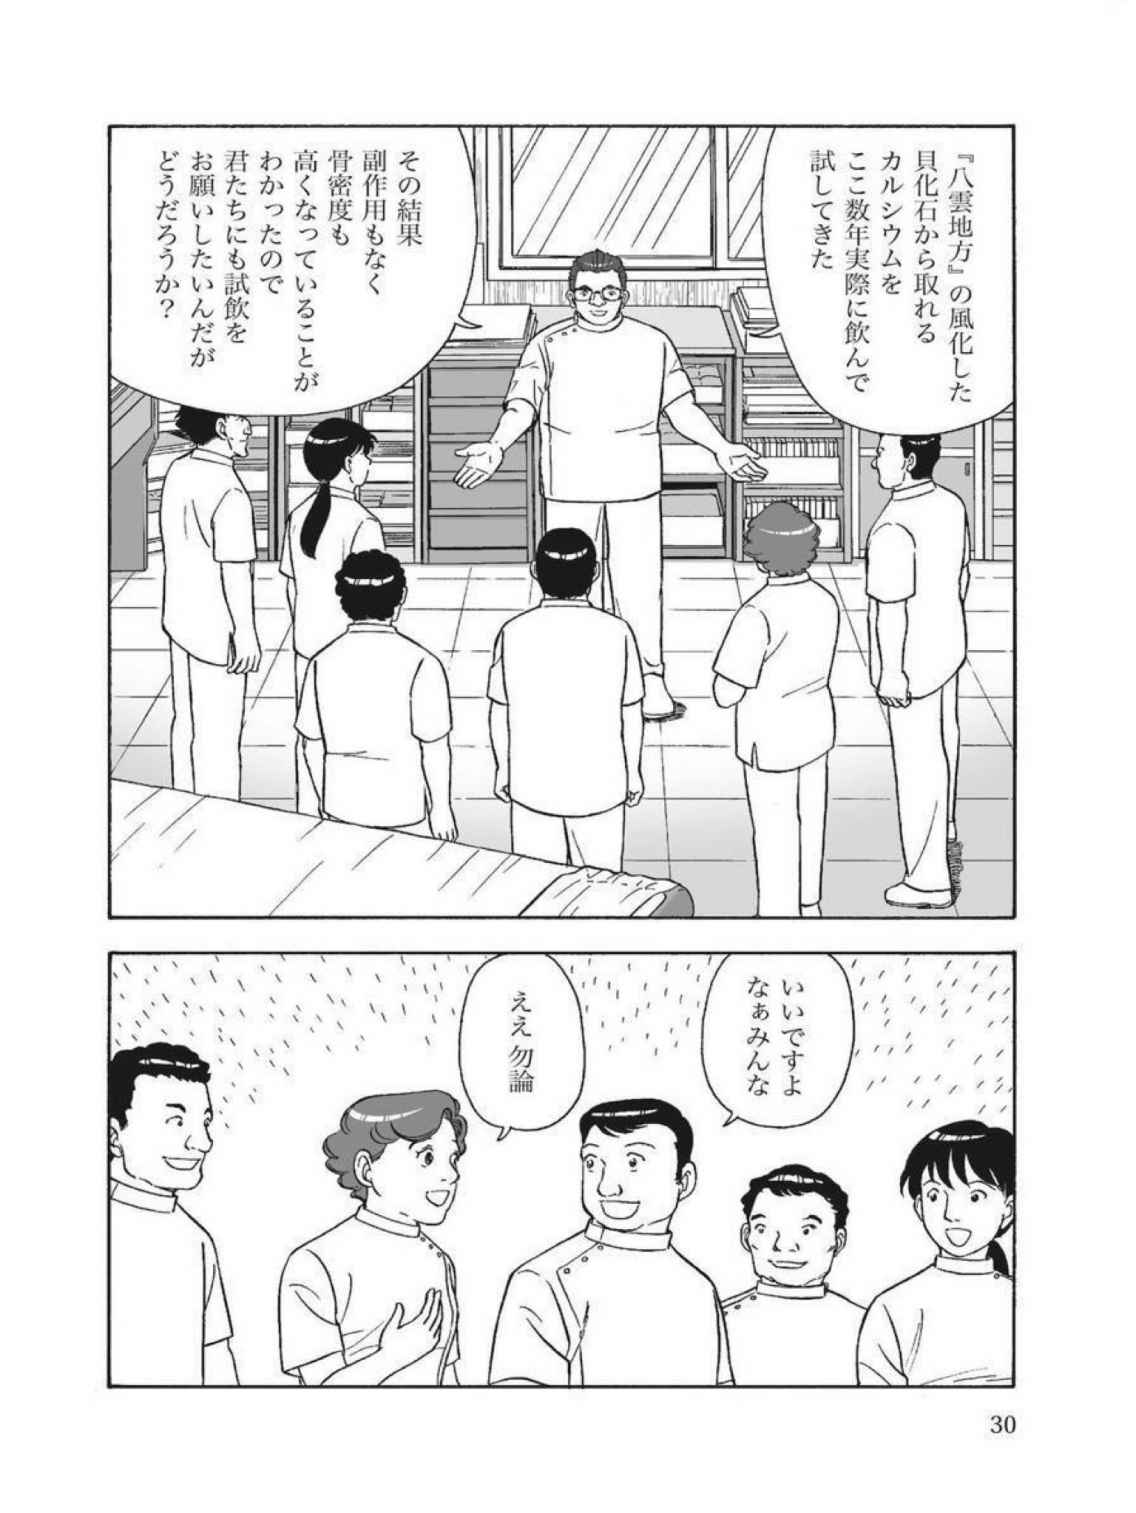 『八雲地方』の風化した
貝化石から取れる
カルシウムを
ここ数年実際に飲んで
試してきた
その結果
副作用もなく
骨密度も
高くなっていることが
わかったので
君たちにも試飲を
お願いしたいんだが
どうだろうか?
いいですよ
なぁみんな
ええ 勿論
30